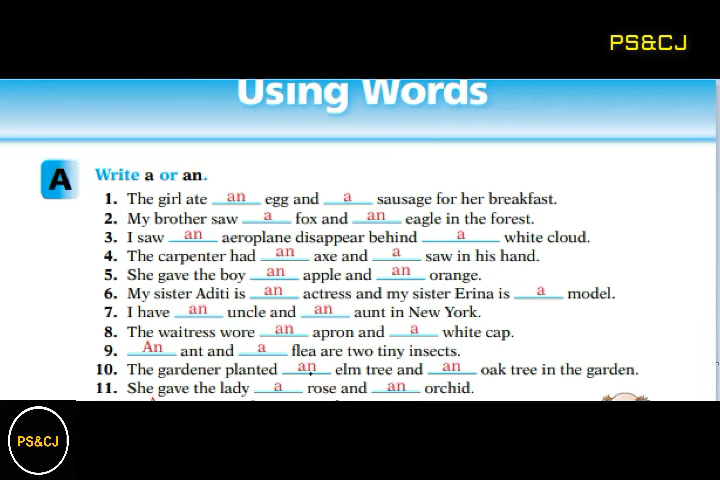 PS&CJ
Using Words
A Write a or an.
1. The girl ate an egg and a sausage for her breakfast.
2. My brother saw a fox and an eagle in the forest.
3. I saw an aeroplane disappear behind a white cloud.
4. The carpenter had an axe and a saw in his hand.
5. She gave the boy an apple and an orange.
6. My sister Aditi is an actress and my sister Erina is a model.
7. I have an uncle and an aunt in New York.
8. The waitress wore an apron and a white cap.
9. An ant and a flea are two tiny insects.
10. The gardener planted an elm tree and an oak tree in the garden.
11. She gave the lady a rose and an orchid.
PS&CJ